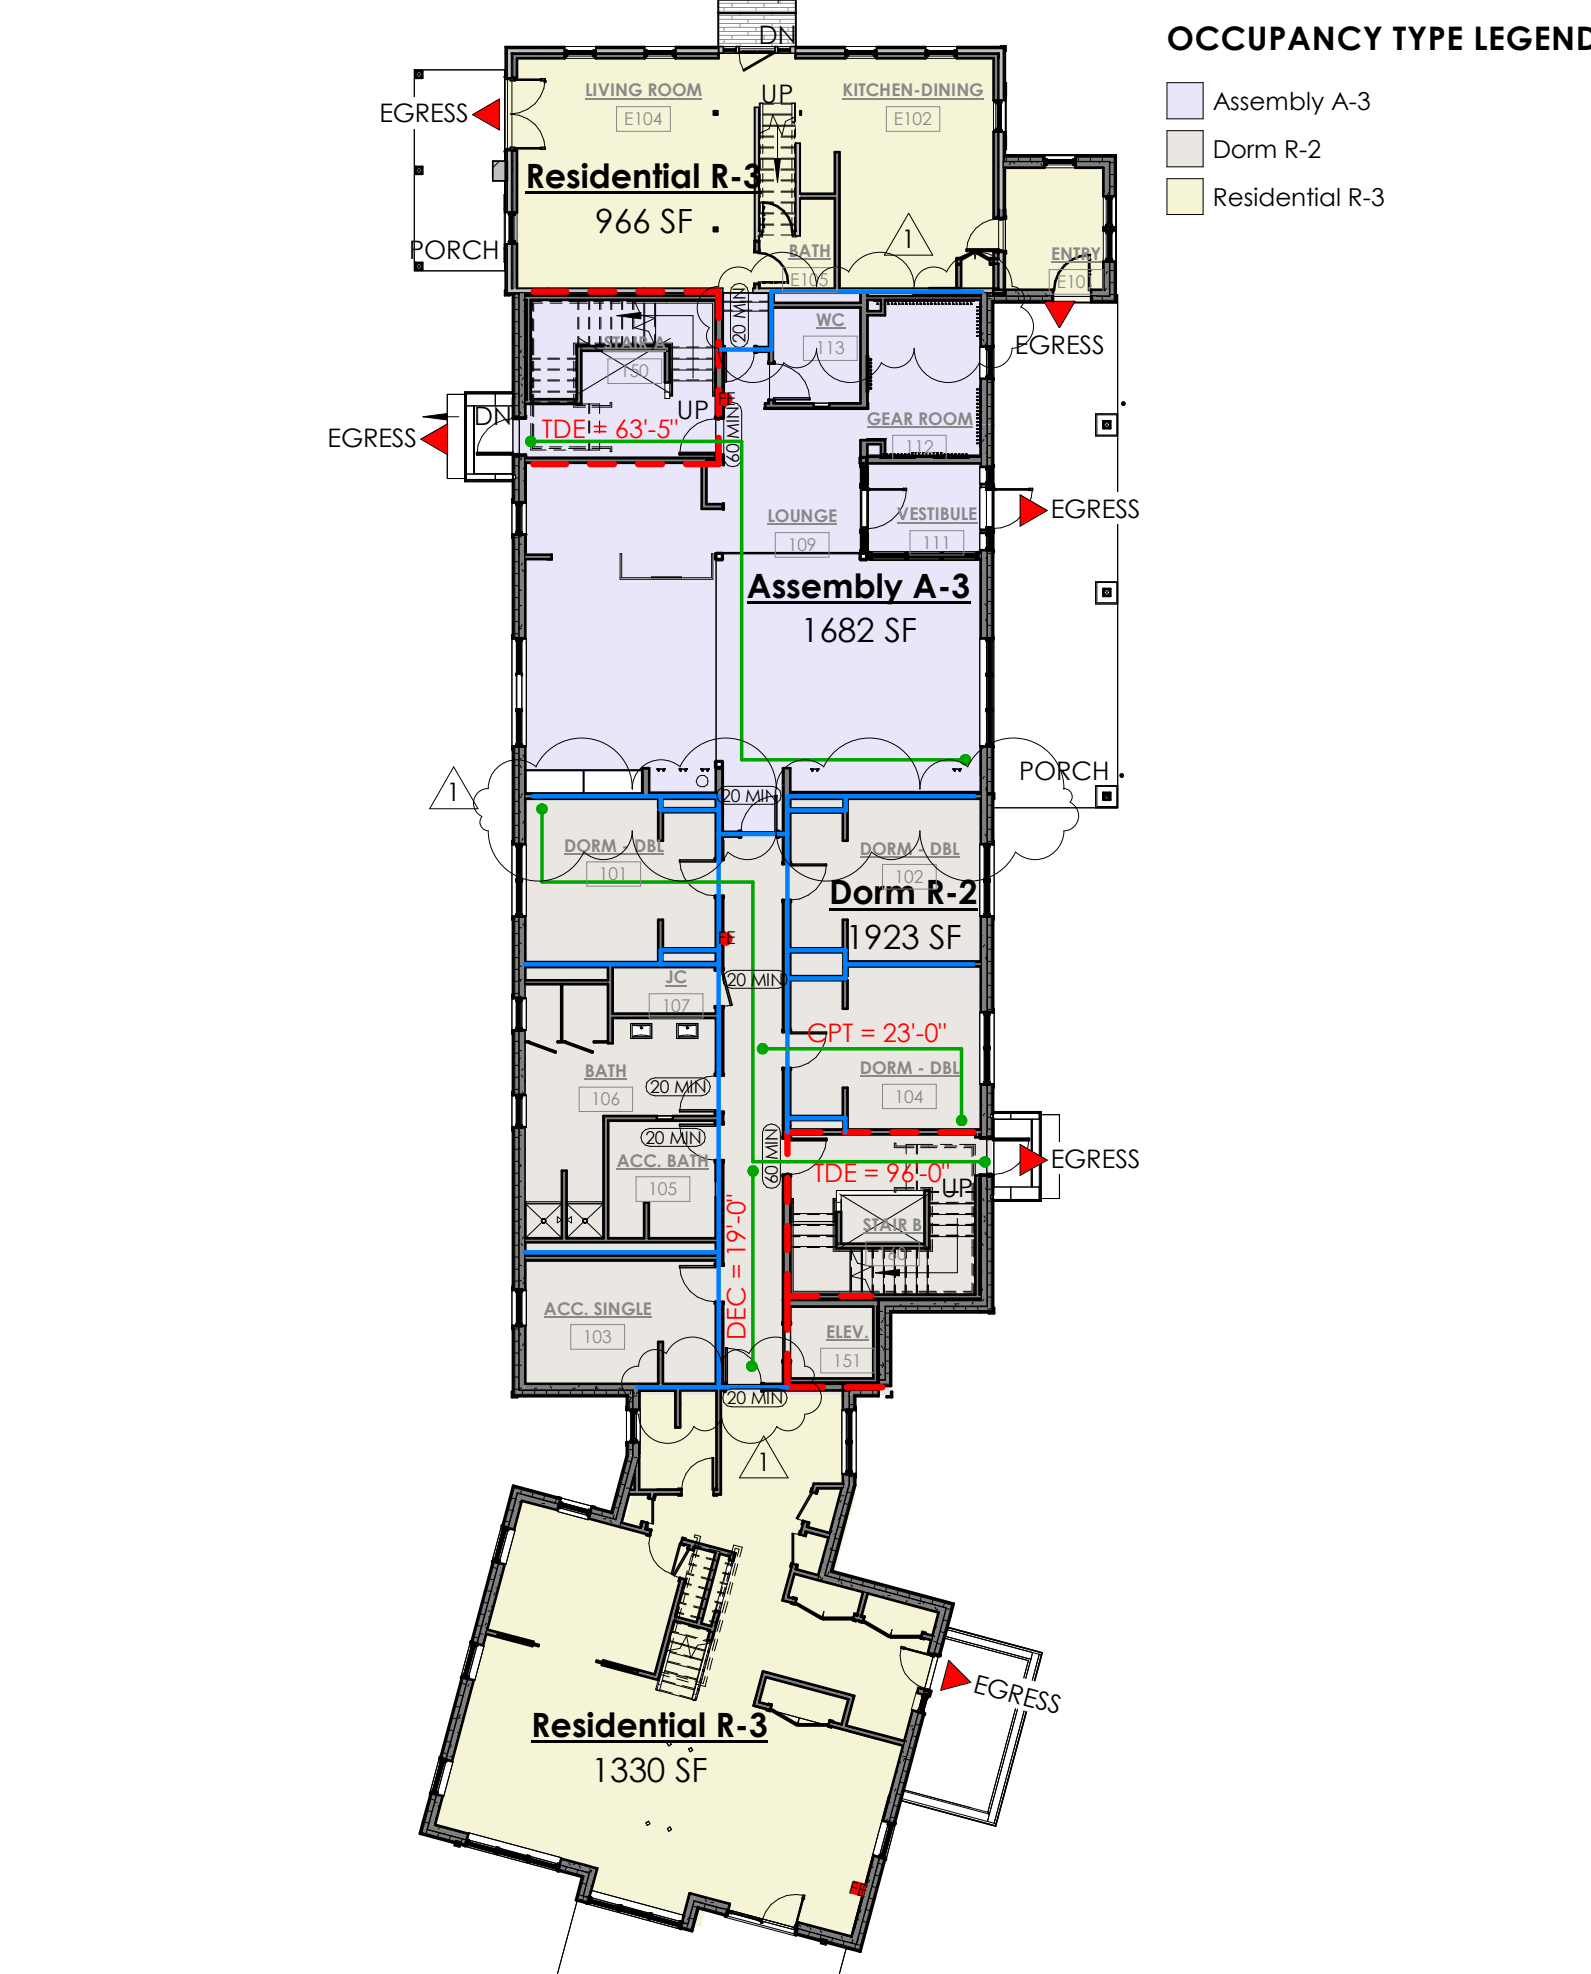 OCCUPANCY TYPE LEGEND
Assembly A-3
Dorm R-2
Residential R-3
DN
LIVING ROOM
E104
UP
KITCHEN-DINING
E102
EGRESS
Residential R-3
966 SF
PORCH
BATH
E105
1
ENTRY
E10
EGRESS
20 MIN
WC
113
STAIR A
150
UP
DN
EGRESS
TDE = 63'-5"
60 MIN
GEAR ROOM
112
LOUNGE
109
VESTIBULE
111
EGRESS
Assembly A-3
1682 SF
PORCH
1
20 MIN
DORM - DBL
101
DORM - DBL
102
Dorm R-2
1923 SF
FE
JC
107
20 MIN
CPT = 23'-0"
BATH
106
20 MIN
DORM - DBL
104
20 MIN
ACC. BATH
105
60 MIN
TDE = 96'-0"
UP
EGRESS
STAIR B
DEC = 19'-0"
ACC. SINGLE
103
ELEV.
151
20 MIN
1
EGRESS
Residential R-3
1330 SF